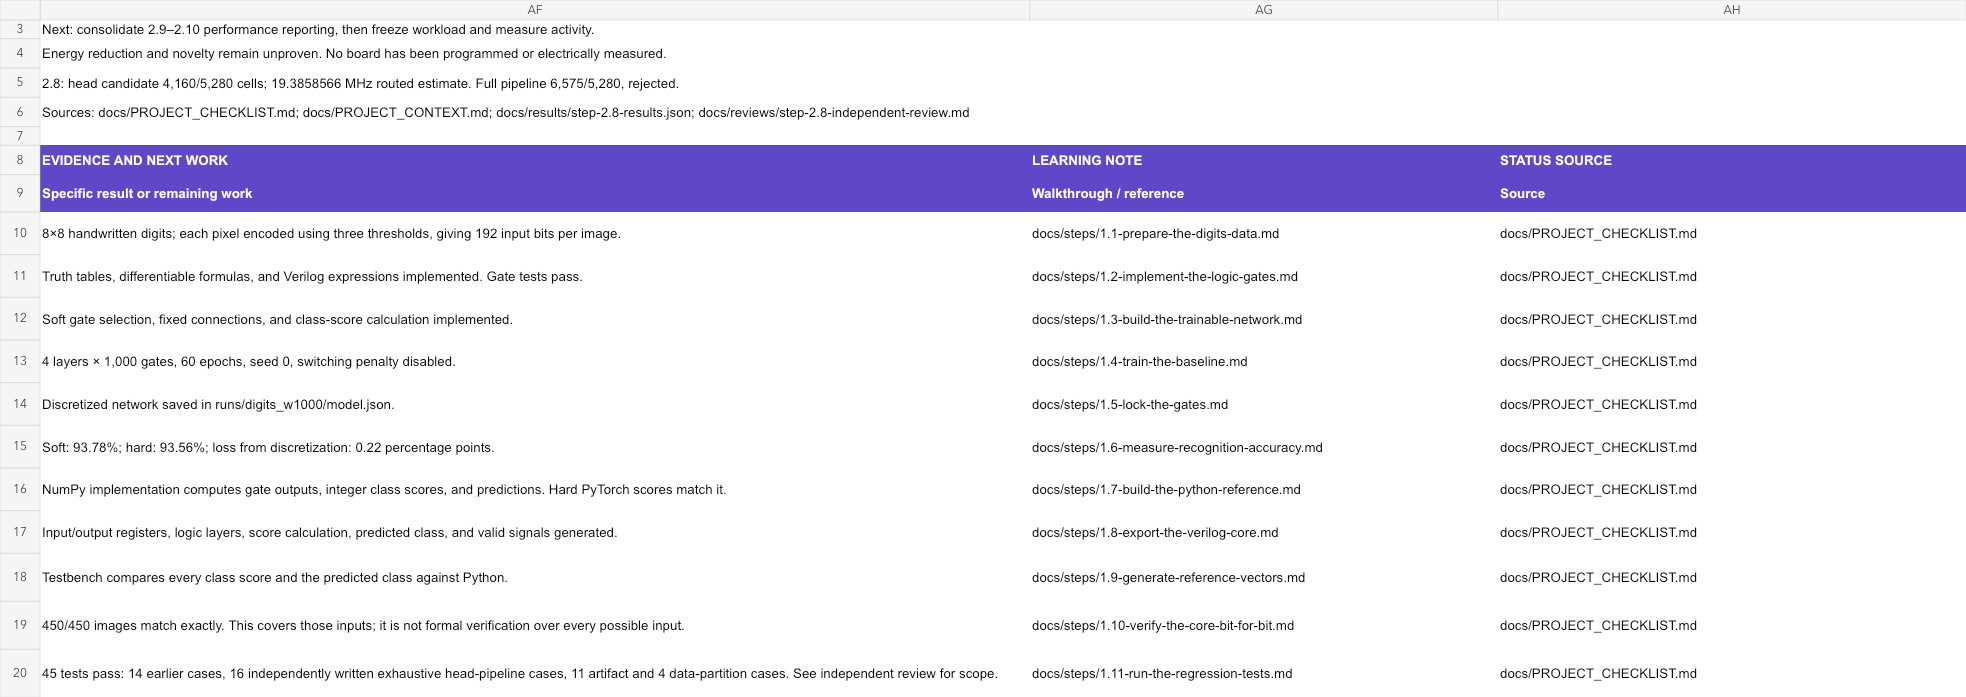 AF AG AH
3 Next: consolidate 2.9–2.10 performance reporting, then freeze workload and measure activity.
4 Energy reduction and novelty remain unproven. No board has been programmed or electrically measured.
5 2.8: head candidate 4,160/5,280 cells; 19.3858566 MHz routed estimate. Full pipeline 6,575/5,280, rejected.
6 Sources: docs/PROJECT_CHECKLIST.md; docs/PROJECT_CONTEXT.md; docs/results/step-2.8-results.json; docs/reviews/step-2.8-independent-review.md
7
8 EVIDENCE AND NEXT WORK LEARNING NOTE STATUS SOURCE
9 Specific result or remaining work Walkthrough / reference Source
10 8×8 handwritten digits; each pixel encoded using three thresholds, giving 192 input bits per image. docs/steps/1.1-prepare-the-digits-data.md docs/PROJECT_CHECKLIST.md
11 Truth tables, differentiable formulas, and Verilog expressions implemented. Gate tests pass. docs/steps/1.2-implement-the-logic-gates.md docs/PROJECT_CHECKLIST.md
12 Soft gate selection, fixed connections, and class-score calculation implemented. docs/steps/1.3-build-the-trainable-network.md docs/PROJECT_CHECKLIST.md
13 4 layers × 1,000 gates, 60 epochs, seed 0, switching penalty disabled. docs/steps/1.4-train-the-baseline.md docs/PROJECT_CHECKLIST.md
14 Discretized network saved in runs/digits_w1000/model.json. docs/steps/1.5-lock-the-gates.md docs/PROJECT_CHECKLIST.md
15 Soft: 93.78%; hard: 93.56%; loss from discretization: 0.22 percentage points. docs/steps/1.6-measure-recognition-accuracy.md docs/PROJECT_CHECKLIST.md
16 NumPy implementation computes gate outputs, integer class scores, and predictions. Hard PyTorch scores match it. docs/steps/1.7-build-the-python-reference.md docs/PROJECT_CHECKLIST.md
17 Input/output registers, logic layers, score calculation, predicted class, and valid signals generated. docs/steps/1.8-export-the-verilog-core.md docs/PROJECT_CHECKLIST.md
18 Testbench compares every class score and the predicted class against Python. docs/steps/1.9-generate-reference-vectors.md docs/PROJECT_CHECKLIST.md
19 450/450 images match exactly. This covers those inputs; it is not formal verification over every possible input. docs/steps/1.10-verify-the-core-bit-for-bit.md docs/PROJECT_CHECKLIST.md
20 45 tests pass: 14 earlier cases, 16 independently written exhaustive head-pipeline cases, 11 artifact and 4 data-partition cases. See independent review for scope. docs/steps/1.11-run-the-regression-tests.md docs/PROJECT_CHECKLIST.md